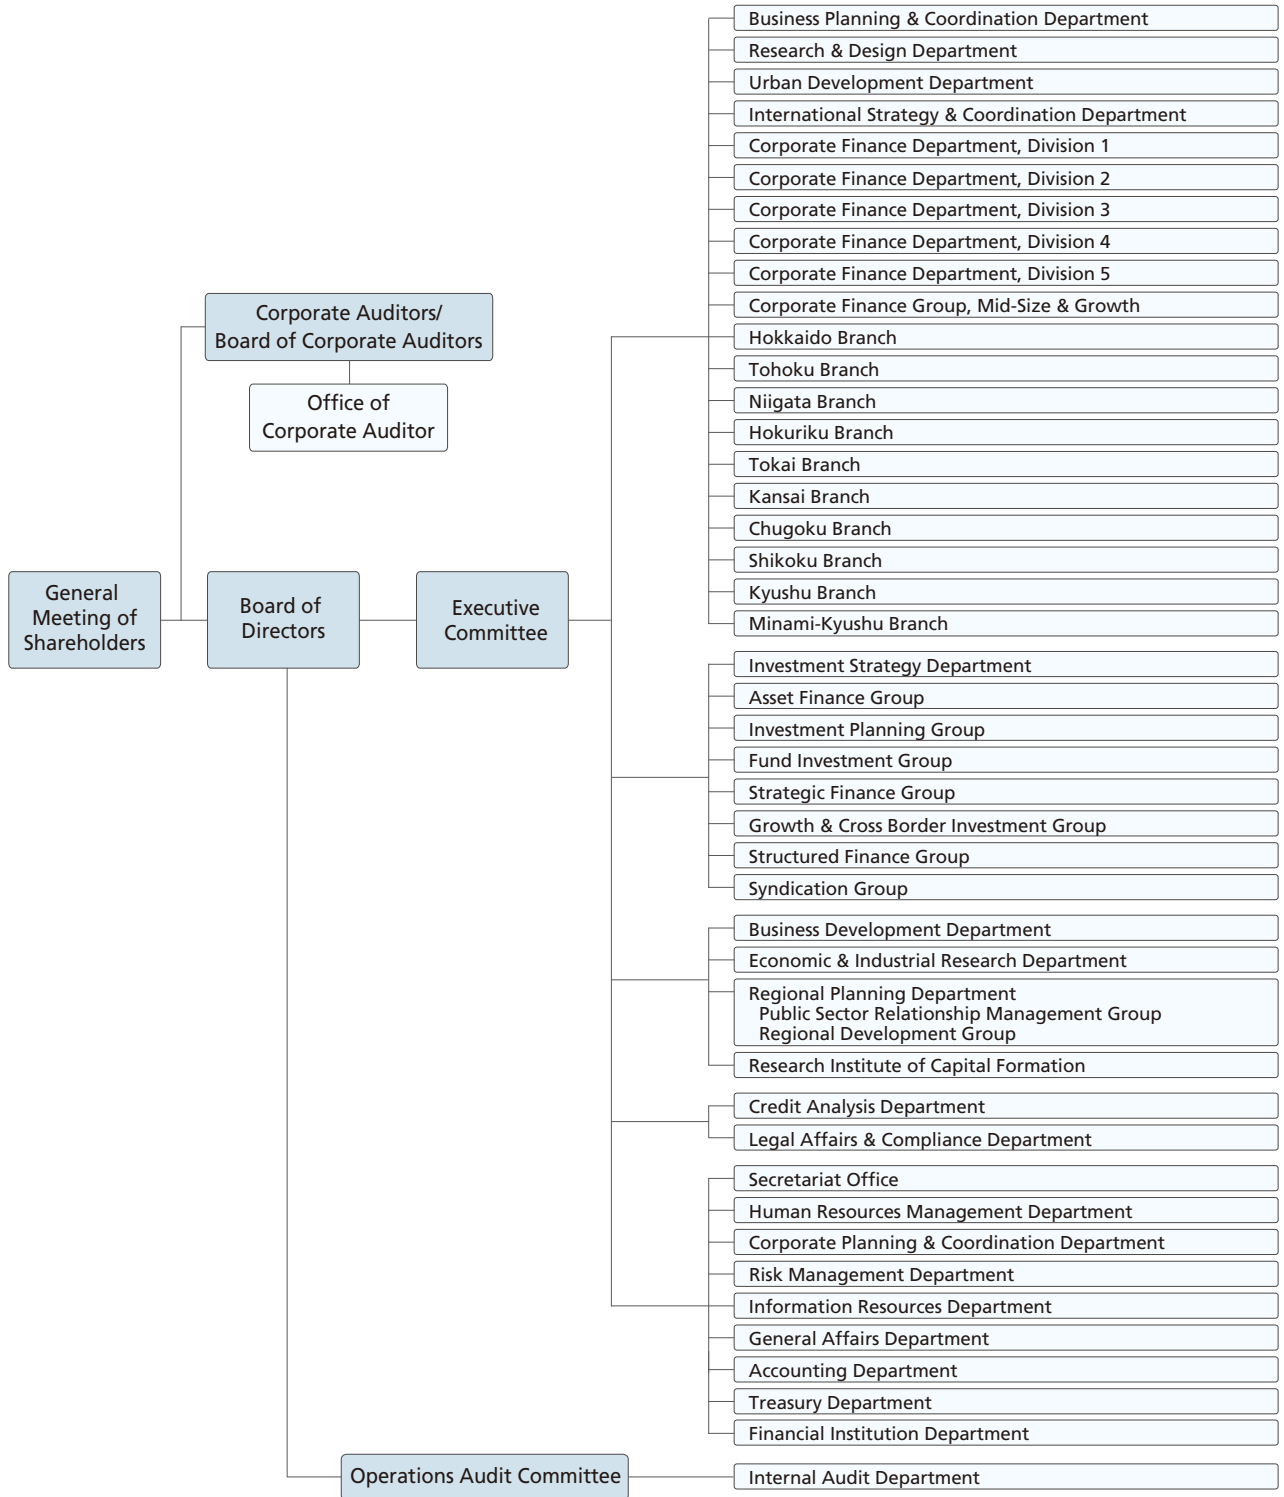 General
Meeting of
Shareholders
Corporate Auditors/
Board of Corporate Auditors
Office of
Corporate Auditor
Board of
Directors
Executive
Committee
Business Planning & Coordination Department
Research & Design Department
Urban Development Department
International Strategy & Coordination Department
Corporate Finance Department, Division 1
Corporate Finance Department, Division 2
Corporate Finance Department, Division 3
Corporate Finance Department, Division 4
Corporate Finance Department, Division 5
Corporate Finance Group, Mid-Size & Growth
Hokkaido Branch
Tohoku Branch
Niigata Branch
Hokuriku Branch
Tokai Branch
Kansai Branch
Chugoku Branch
Shikoku Branch
Kyushu Branch
Minami-Kyushu Branch
Investment Strategy Department
Asset Finance Group
Investment Planning Group
Fund Investment Group
Strategic Finance Group
Growth & Cross Border Investment Group
Structured Finance Group
Syndication Group
Business Development Department
Economic & Industrial Research Department
Regional Planning Department
Public Sector Relationship Management Group
Regional Development Group
Research Institute of Capital Formation
Credit Analysis Department
Legal Affairs & Compliance Department
Secretariat Office
Human Resources Management Department
Corporate Planning & Coordination Department
Risk Management Department
Information Resources Department
General Affairs Department
Accounting Department
Treasury Department
Financial Institution Department
Operations Audit Committee
Internal Audit Department